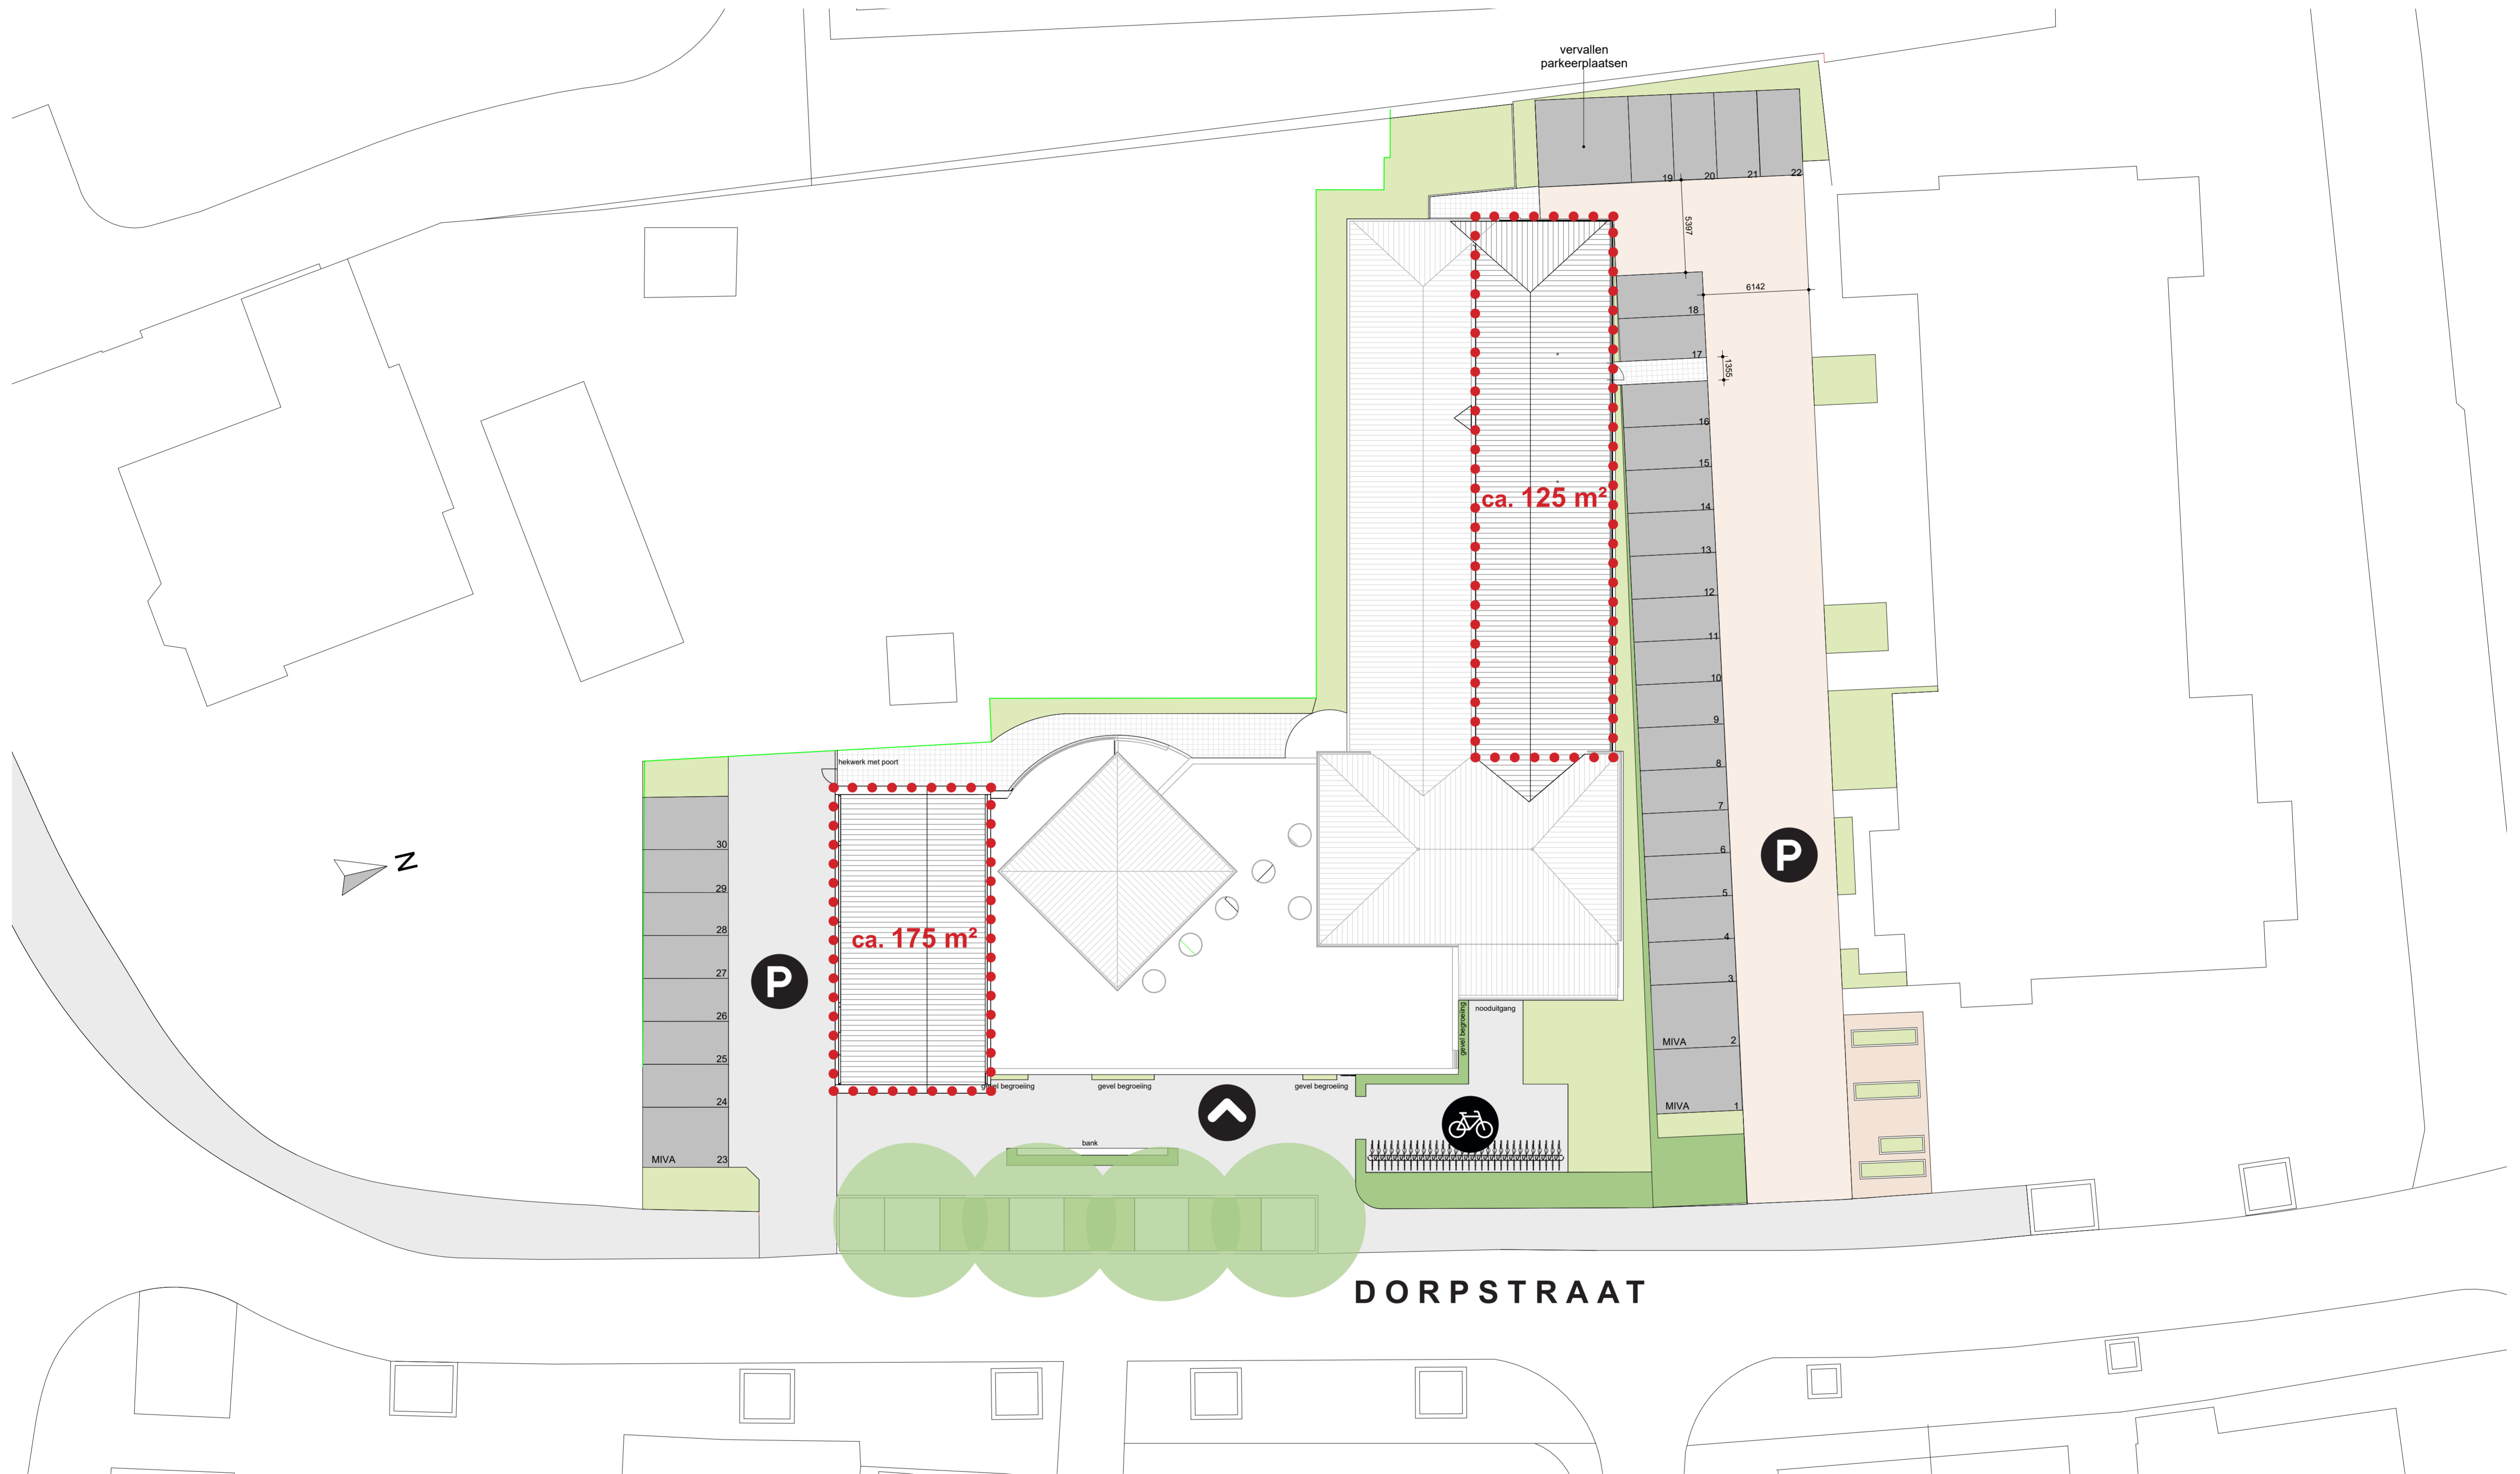 vervallen
parkeerplaatsen
19
20
21
22
5397
6142
18
17
1355
16
15
ca. 125 m²
14
13
12
11
10
9
8
7
6
5
4
3
MIVA 2
MIVA 1
P
hekwerk met poort
30
29
28
27
26
25
24
MIVA 23
N
P
ca. 175 m²
gevel begroeiing
gevel begroeiing
gevel begroeiing
gevel begroeiing
nooduitgang
bank
DORPSTRAAT